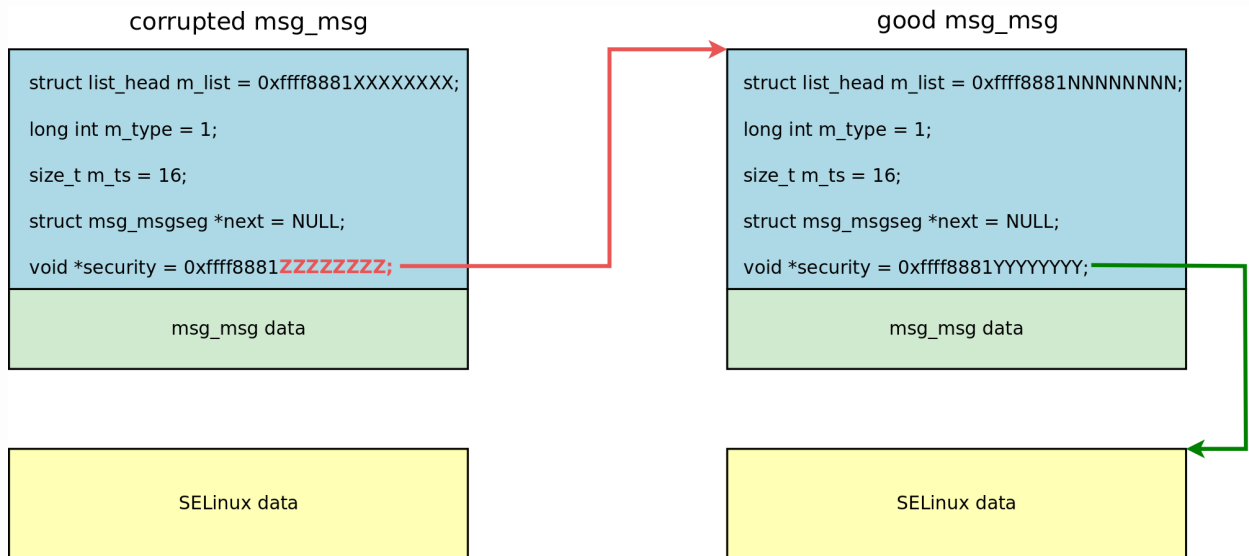 corrupted msg_msg
struct list_head m_list = 0xffff8881XXXXXXXX;
long int m_type = 1;
size_t m_ts = 16;
struct msg_msgseg *next = NULL;
void *security = 0xffff8881ZZZZZZZZ;
msg_msg data
SELinux data
good msg_msg
struct list_head m_list = 0xffff8881NNNNNNNN;
long int m_type = 1;
size_t m_ts = 16;
struct msg_msgseg *next = NULL;
void *security = 0xffff8881YYYYYYYY;
msg_msg data
SELinux data